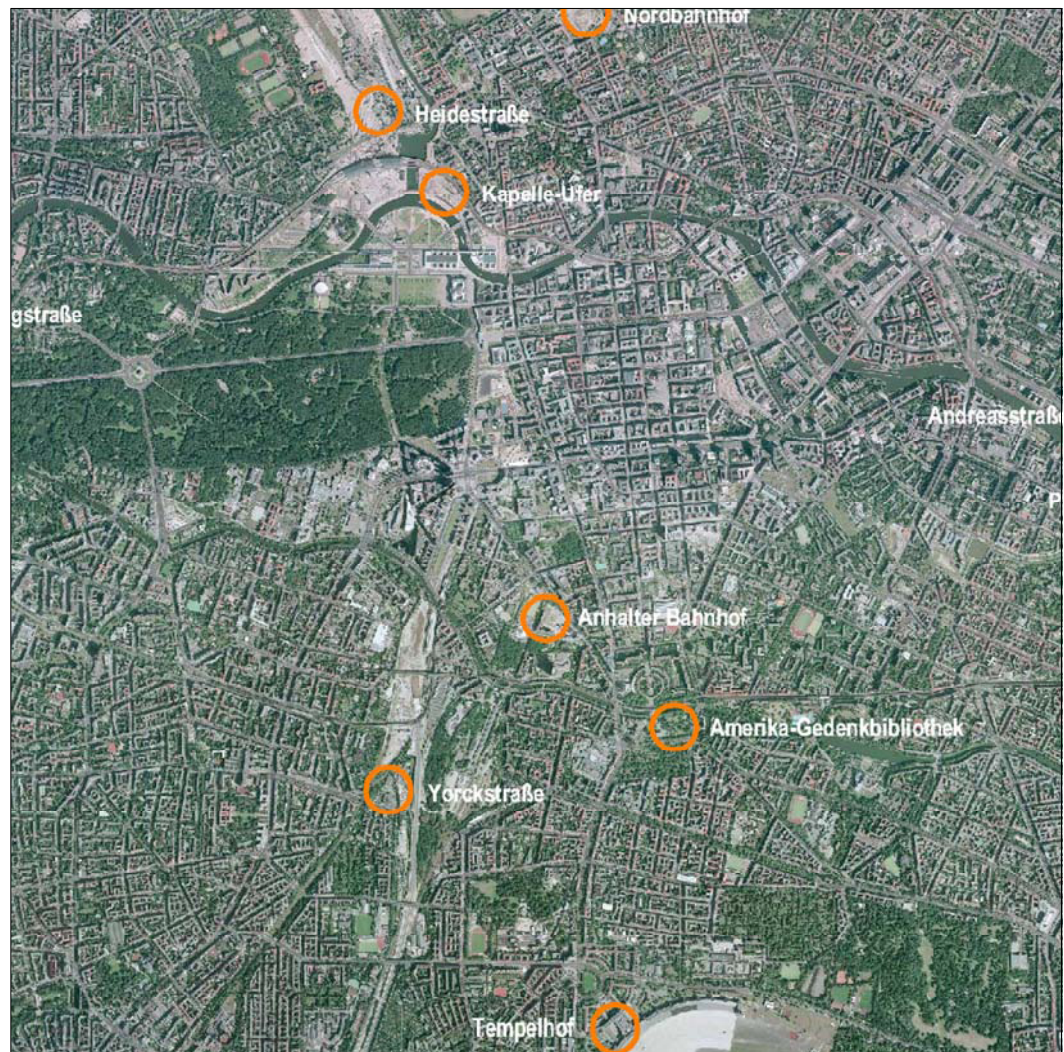 Nordbahnhof
Heidestraße
Kapelle-Ufer
gstraße
Andreasstraße
P
Anhalter Bahnhof
Amerika-Gedenkbibliothek
Yorckstraße
Tempelhof